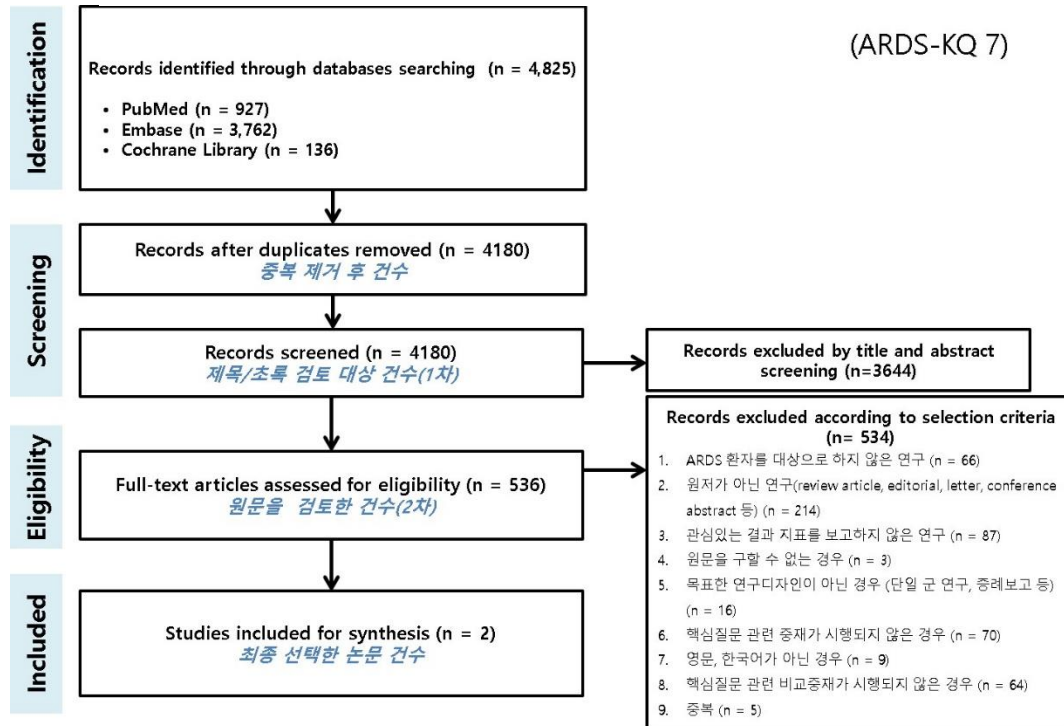 (ARDS-KQ 7)
Identification
Records identified through databases searching (n = 4,825)
• PubMed (n = 927)
• Embase (n = 3,762)
• Cochrane Library (n = 136)
Screening
Records after duplicates removed (n = 4180)
중복 제거 후 건수
Records screened (n = 4180)
제목/초록 검토 대상 건수(1차)
Records excluded by title and abstract
screening (n=3644)
Eligibility
Full-text articles assessed for eligibility (n = 536)
원문을 검토한 건수(2차)
Records excluded according to selection criteria
(n= 534)
1. ARDS 환자를 대상으로 하지 않은 연구 (n = 66)
2. 원저가 아닌 연구(review article, editorial, letter, conference
abstract 등) (n = 214)
3. 관심있는 결과 지표를 보고하지 않은 연구 (n = 87)
4. 원문을 구할 수 없는 경우 (n = 3)
5. 목표한 연구디자인이 아닌 경우 (단일 군 연구, 증례보고 등)
(n = 16)
6. 핵심질문 관련 중재가 시행되지 않은 경우 (n = 70)
7. 영문, 한국어가 아닌 경우 (n = 9)
8. 핵심질문 관련 비교중재가 시행되지 않은 경우 (n = 64)
9. 중복 (n = 5)
Included
Studies included for synthesis (n = 2)
최종 선택한 논문 건수